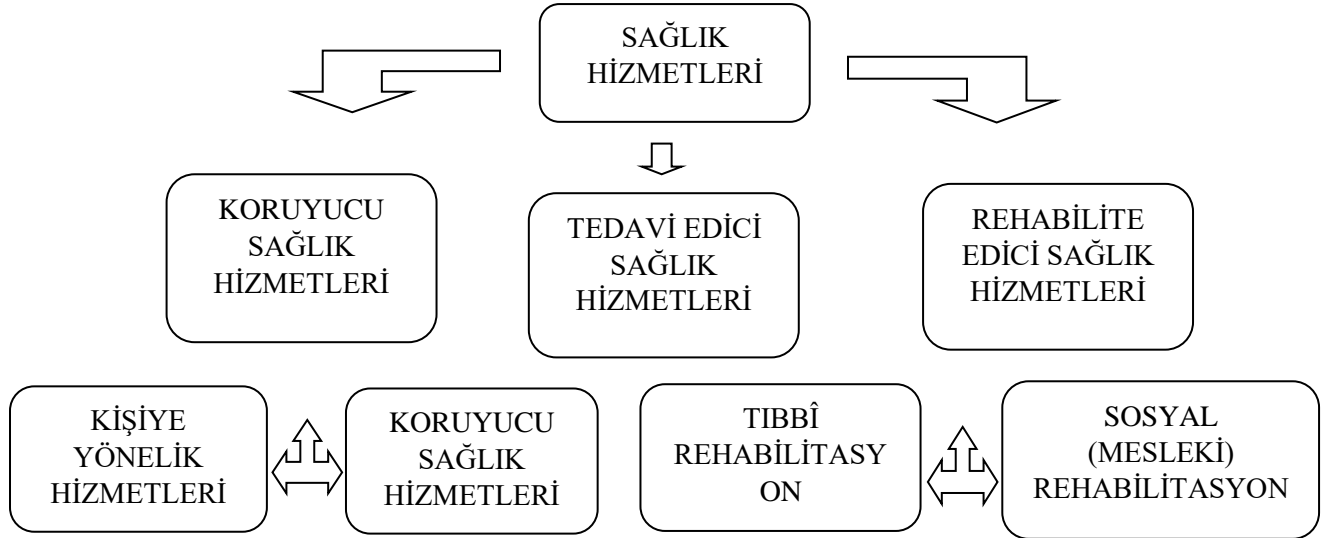 SAĞLIK
HİZMETLERİ
KORUYUCU
SAĞLIK
HİZMETLERİ
TEDAVİ EDİCİ
SAĞLIK
HİZMETLERİ
REHABİLİTE
EDİCİ SAĞLIK
HİZMETLERİ
KİŞİYE
YÖNELİK
HİZMETLERİ
KORUYUCU
SAĞLIK
HİZMETLERİ
TIBBÎ
REHABİLİTASY
ON
SOSYAL
(MESLEKİ)
REHABİLİTASYON